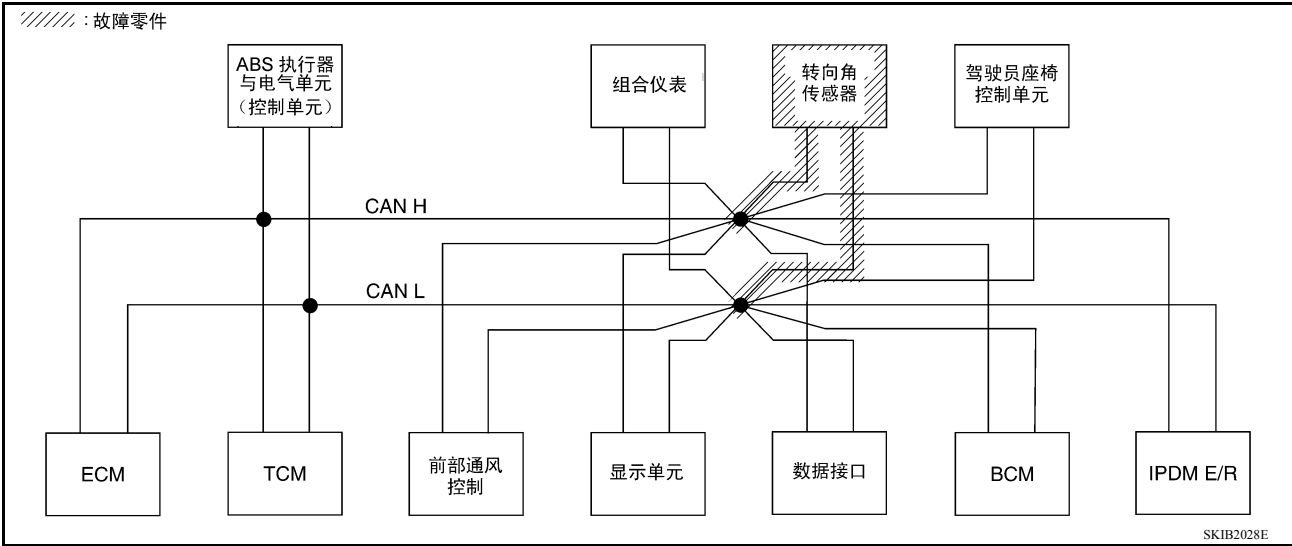 ：故障零件
ABS 执行器
与电气单元
（控制单元）
组合仪表
转向角
传感器
驾驶员座椅
控制单元
CAN H
CAN L
ECM
TCM
前部通风
控制
显示单元
数据接口
BCM
IPDM E/R
SKIB2028E